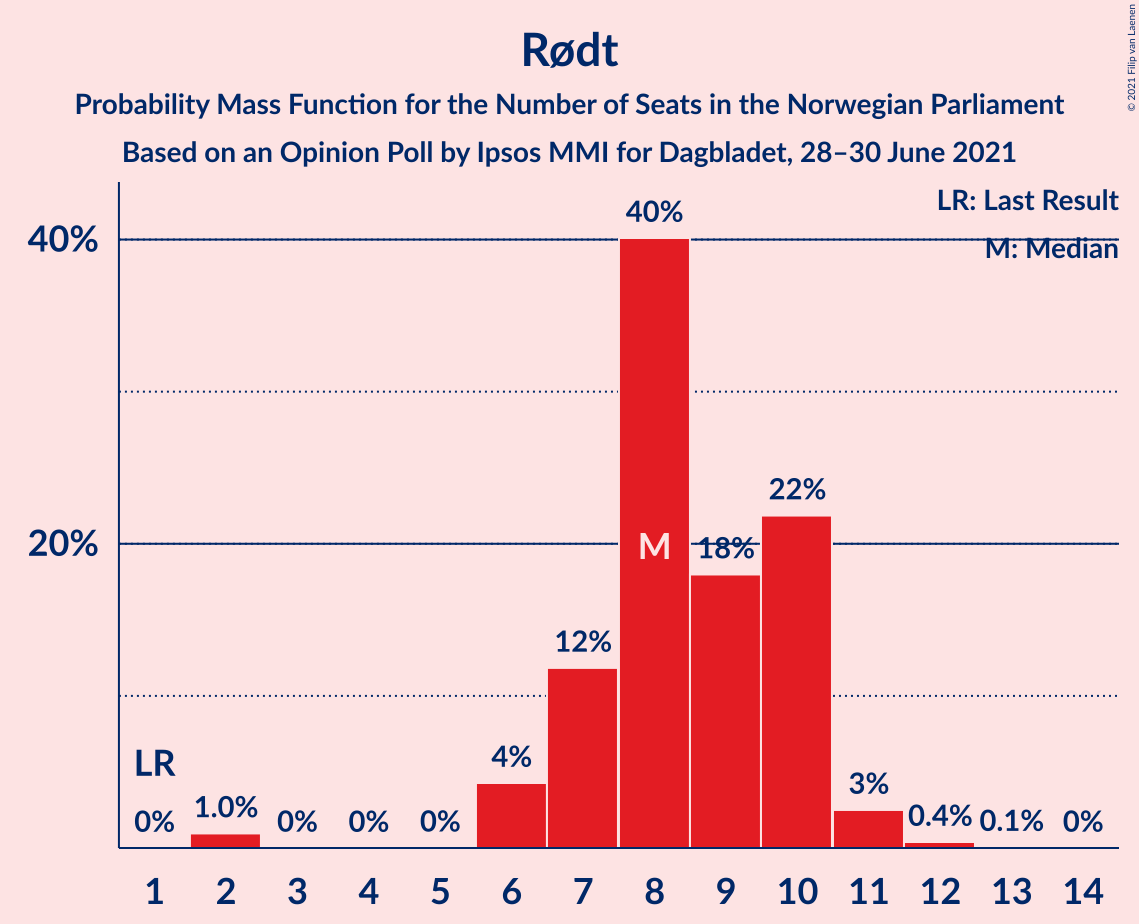 Rødt
Probability Mass Function for the Number of Seats in the Norwegian Parliament
Based on an Opinion Poll by Ipsos MMI for Dagbladet, 28–30 June 2021
© 2021 Filip van Laenen
LR: Last Result
M: Median
40%
20%
LR
0%
1.0%
0%
0%
0%
4%
12%
40%
M
18%
22%
3%
0.4%
0.1%
0%
1 2 3 4 5 6 7 8 9 10 11 12 13 14